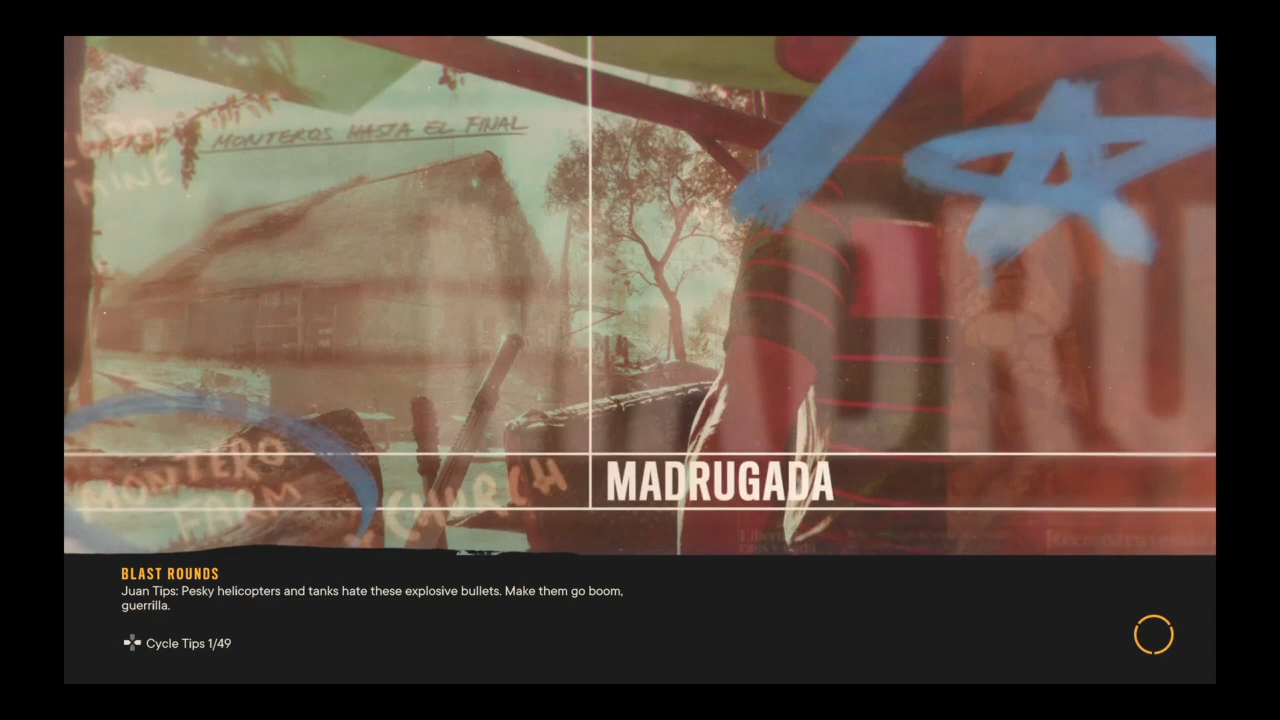 MONTEROS HASTA EL FINAL
MINE
MONTERO
FARM
CHURCH
MADRUGADA
BLAST ROUNDS
Juan Tips: Pesky helicopters and tanks hate these explosive bullets. Make them go boom,
guerrilla.
Cycle Tips 1/49